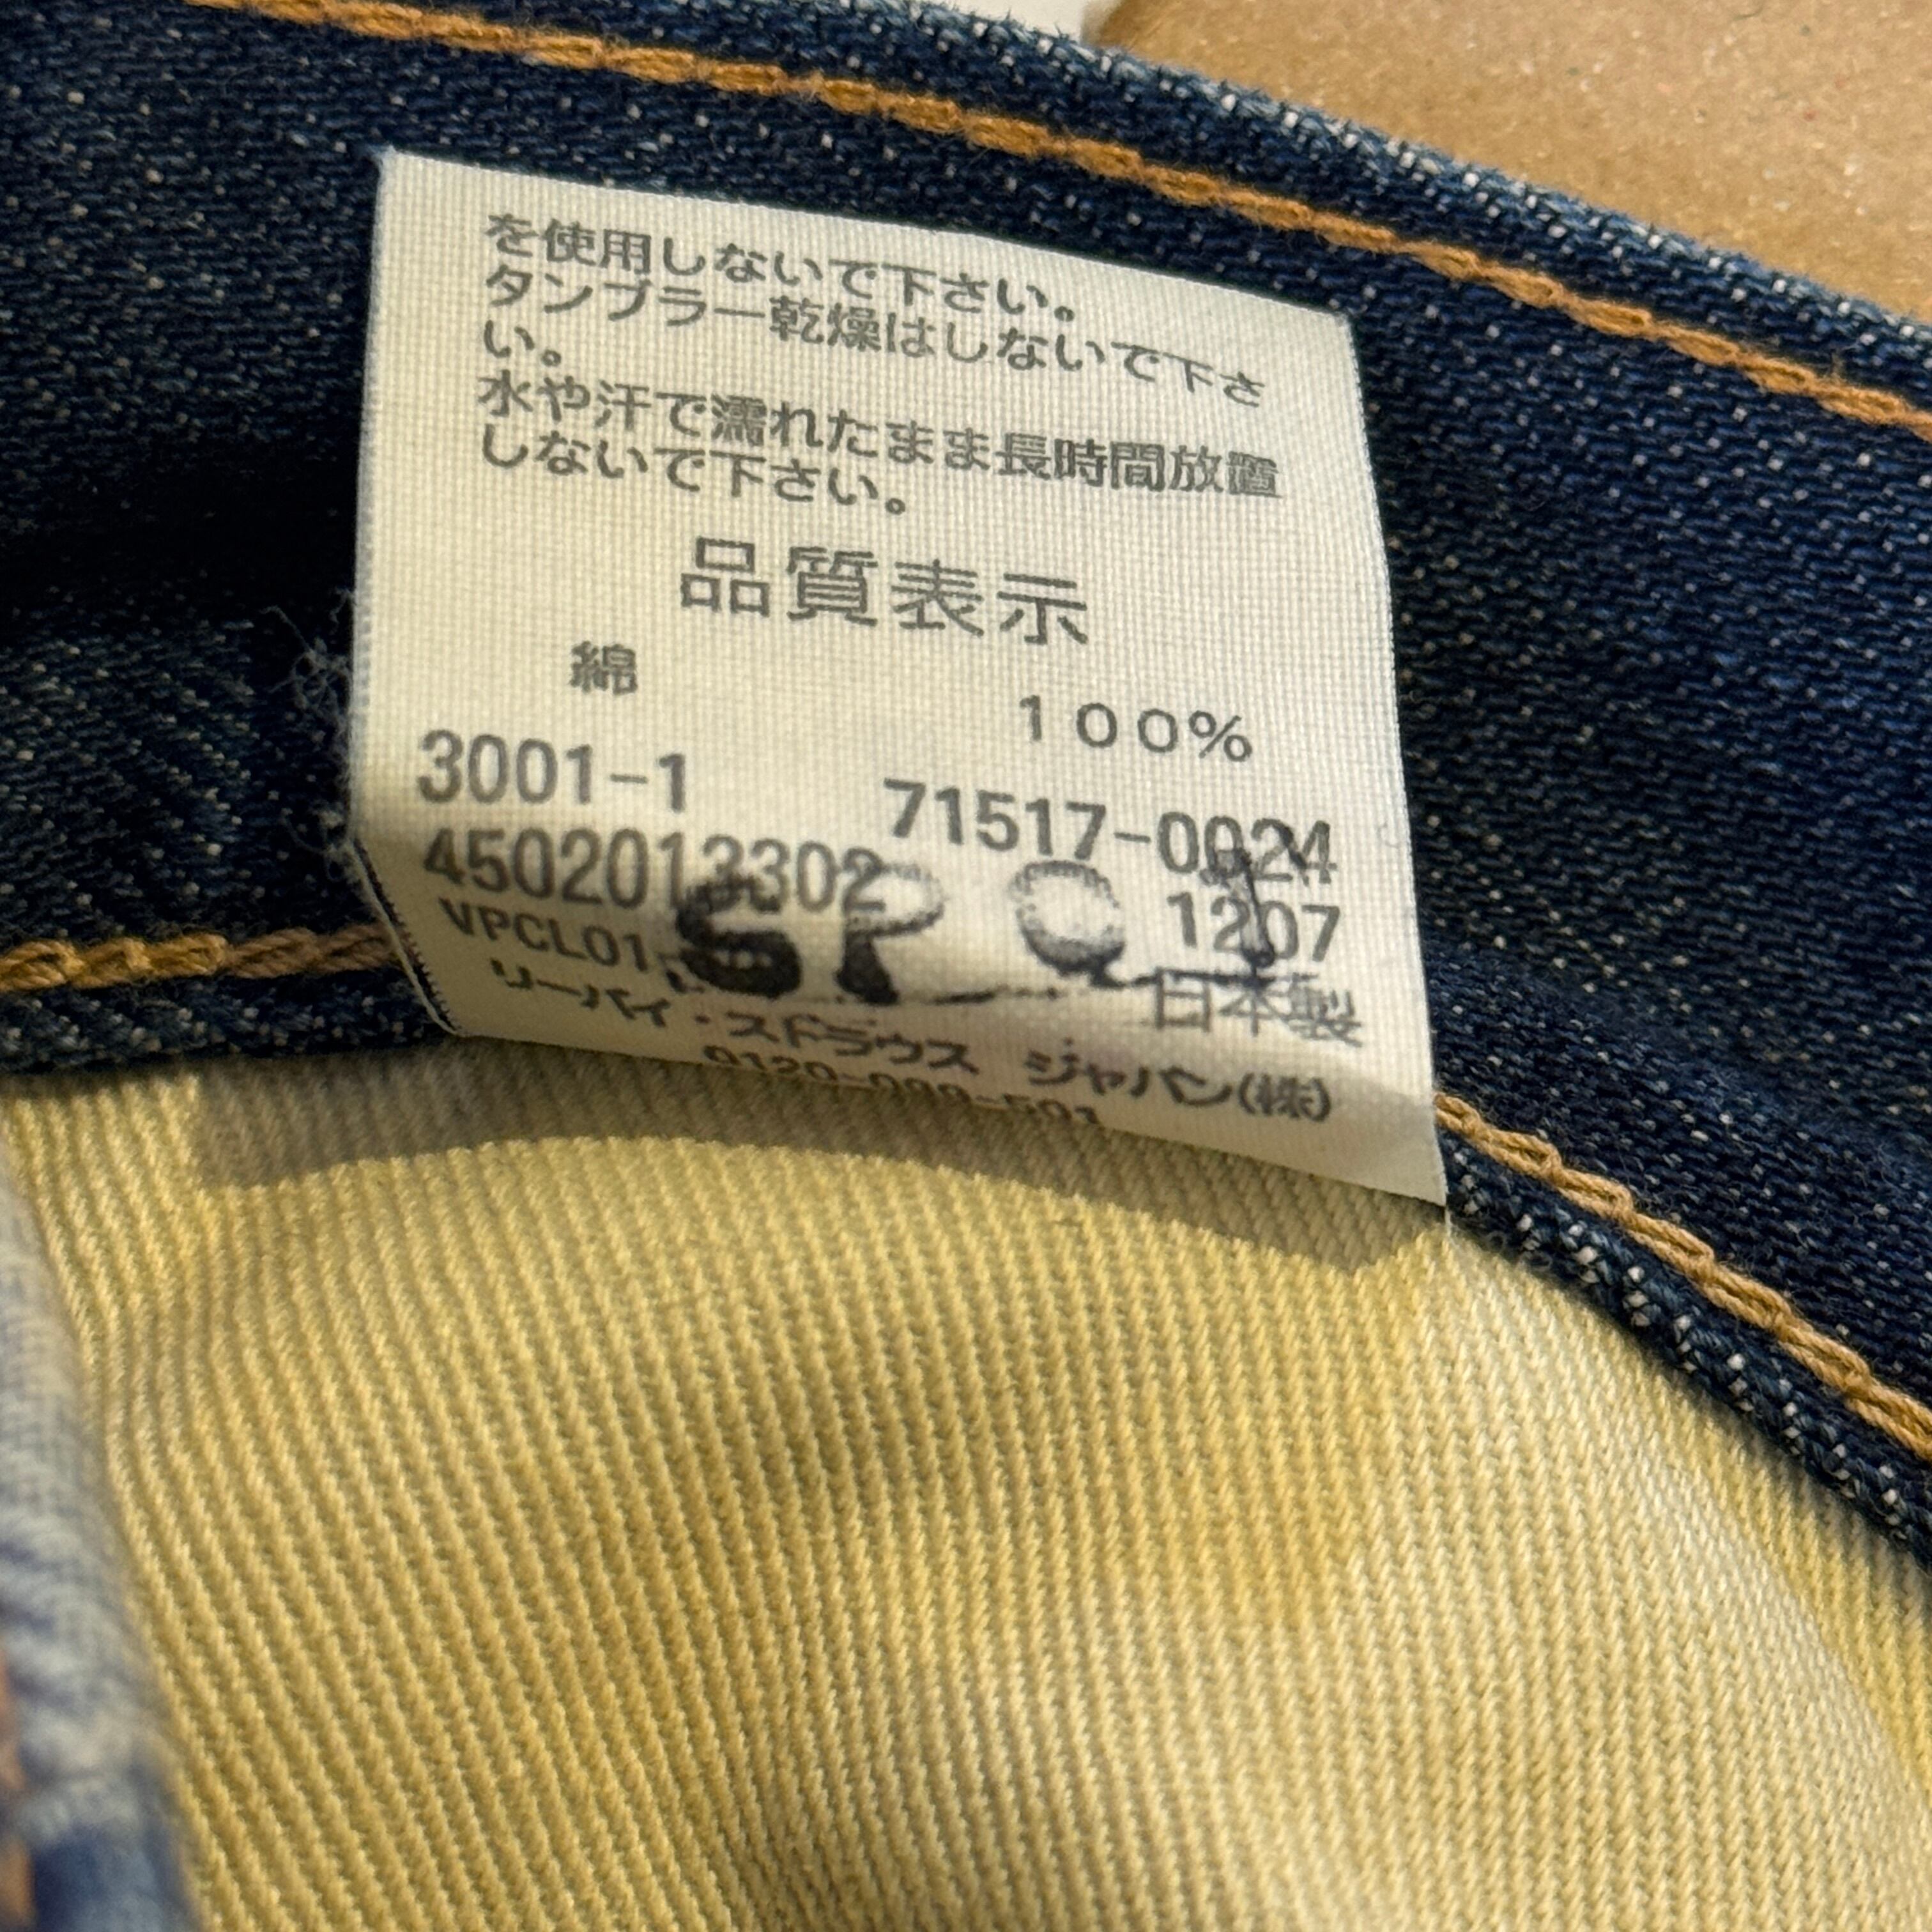 を使用しないで下さい。
タンブラー乾燥はしないで下さ
い。
水や汗で濡れたまま長時間放置
しないで下さい。
品質表示
綿 100%
3001-1 71517-0024
4502013302 1207
VPCL01 日本製
リーバイ・ストラウス ジャパン(株)